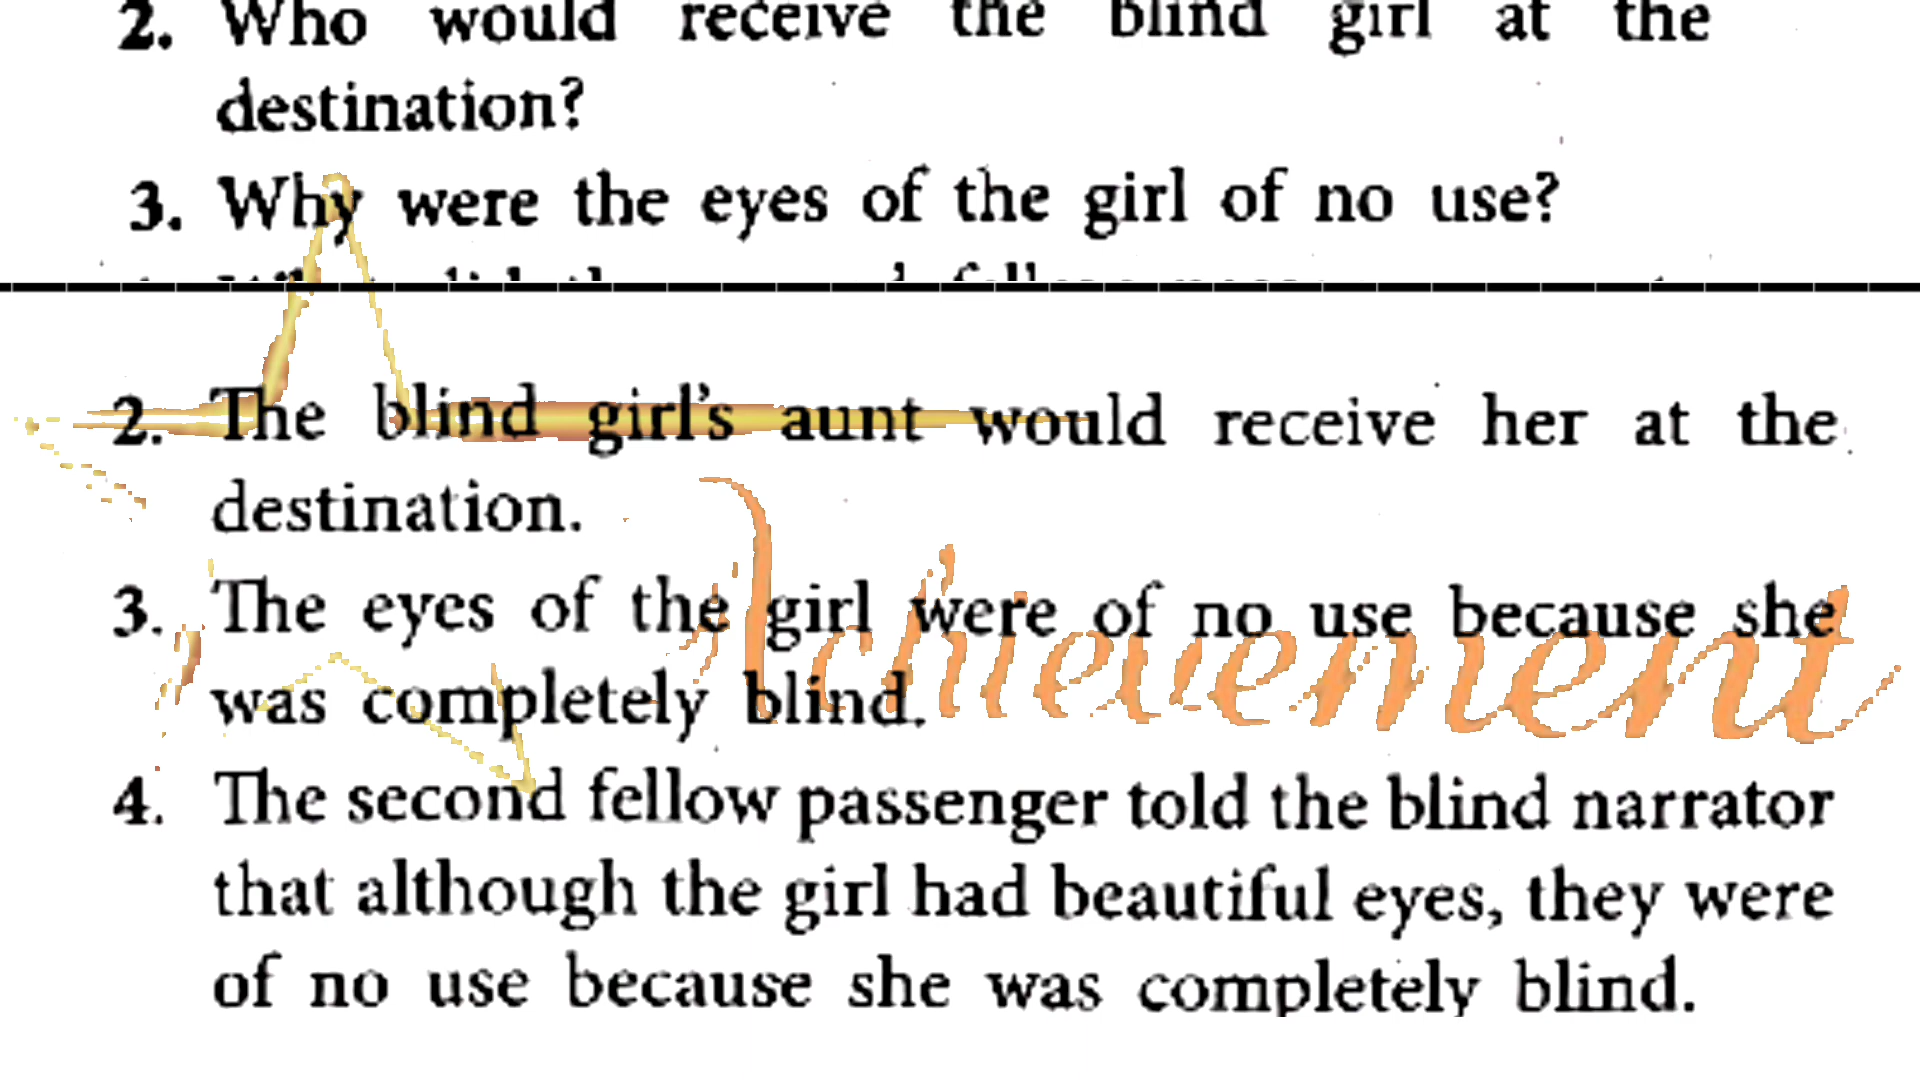 2. Who would receive the blind girl at the
destination?
3. Why were the eyes of the girl of no use?
2. The blind girl's aunt would receive her at the
destination.
3. The eyes of the girl were of no use because she
was completely blind.
Achievement
4. The second fellow passenger told the blind narrator
that although the girl had beautiful eyes, they were
of no use because she was completely blind.